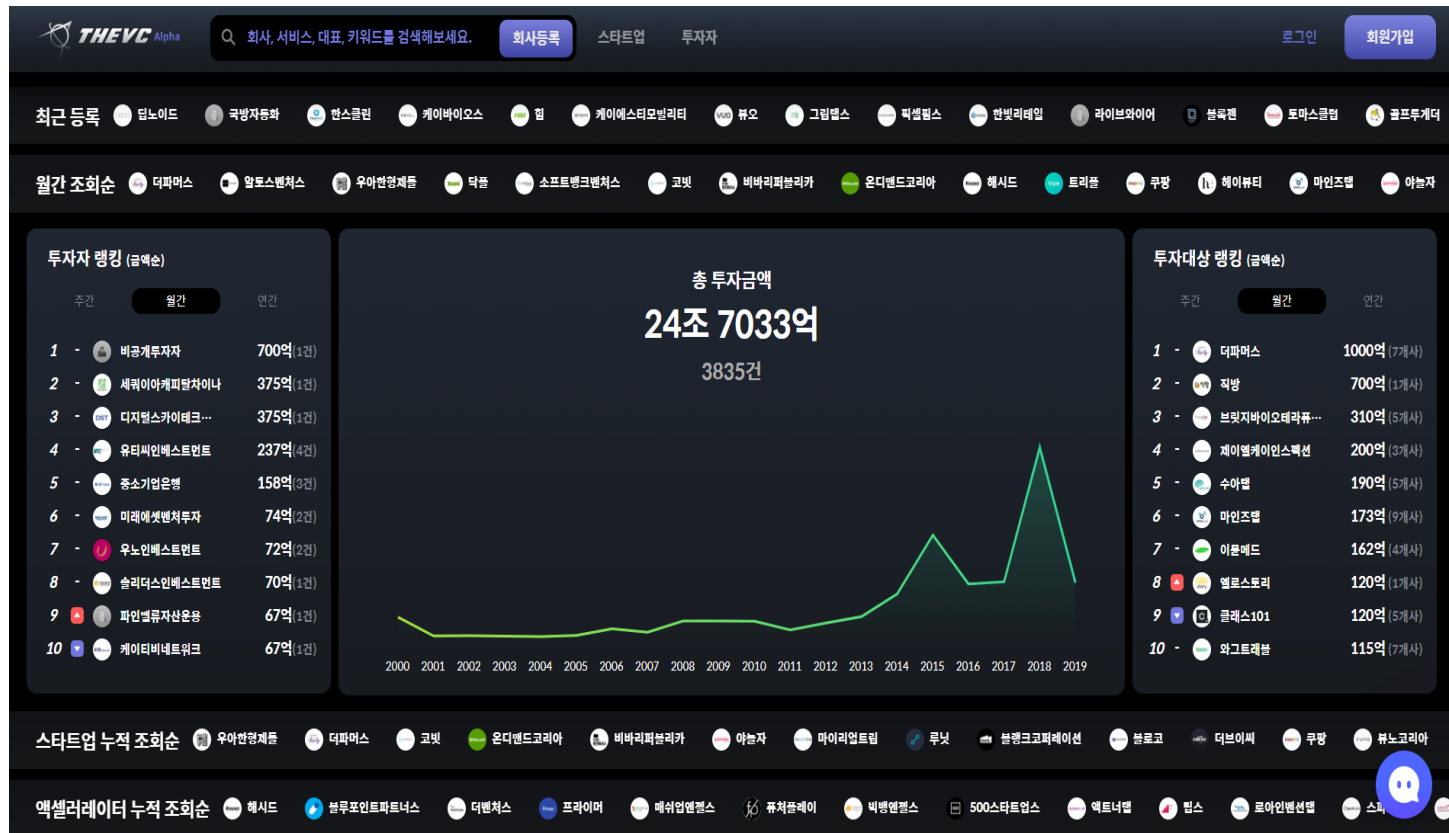 THEVC Alpha 회사, 서비스, 대표, 키워드를 검색해보세요. 회사등록 스타트업 투자자 로그인 회원가입
최근 등록 딥노이드 국방자동화 한스클린 케이바이오스 힙 케이에스티모빌리티 VUO 뷰오 그립랩스 픽셀핌스 한빛리테일 라이브와이어 블록젠 토마스클럽 골프투게더
월간 조회순 더파머스 알토스벤처스 우아한형제들 닥플 소프트뱅크벤처스 코빗 비바리퍼블리카 온디맨드코리아 해시드 트리플 쿠팡 헤이뷰티 마인즈랩 야놀자
투자자 랭킹 (금액순)
주간 월간 연간
1 - 비공개투자자 700억(1건)
2 - 세쿼이아캐피탈차이나 375억(1건)
3 - DST 디지털스카이테크… 375억(1건)
4 - 유티씨인베스트먼트 237억(4건)
5 - 중소기업은행 158억(3건)
6 - 미래에셋벤처투자 74억(2건)
7 - 우노인베스트먼트 72억(2건)
8 - 솔리더스인베스트먼트 70억(1건)
9 파인밸류자산운용 67억(1건)
10 케이티비네트워크 67억(1건)
총 투자금액
24조 7033억
3835건
2000 2001 2002 2003 2004 2005 2006 2007 2008 2009 2010 2011 2012 2013 2014 2015 2016 2017 2018 2019
투자대상 랭킹 (금액순)
주간 월간 연간
1 - 더파머스 1000억 (7개사)
2 - 직방 700억 (1개사)
3 - 브릿지바이오테라퓨… 310억 (5개사)
4 - 제이엘케이인스펙션 200억 (3개사)
5 - 수아랩 190억 (5개사)
6 - 마인즈랩 173억 (9개사)
7 - 이뮨메드 162억 (4개사)
8 옐로스토리 120억 (1개사)
9 클래스101 120억 (5개사)
10 - 와그트래블 115억 (7개사)
스타트업 누적 조회순 우아한형제들 더파머스 코빗 온디맨드코리아 비바리퍼블리카 야놀자 마이리얼트립 루닛 블랭크코퍼레이션 블로코 더브이씨 쿠팡 뷰노코리아
액셀러레이터 누적 조회순 해시드 블루포인트파트너스 더벤처스 프라이머 매쉬업엔젤스 퓨처플레이 빅뱅엔젤스 500스타트업스 액트너랩 팁스 로아인벤션랩